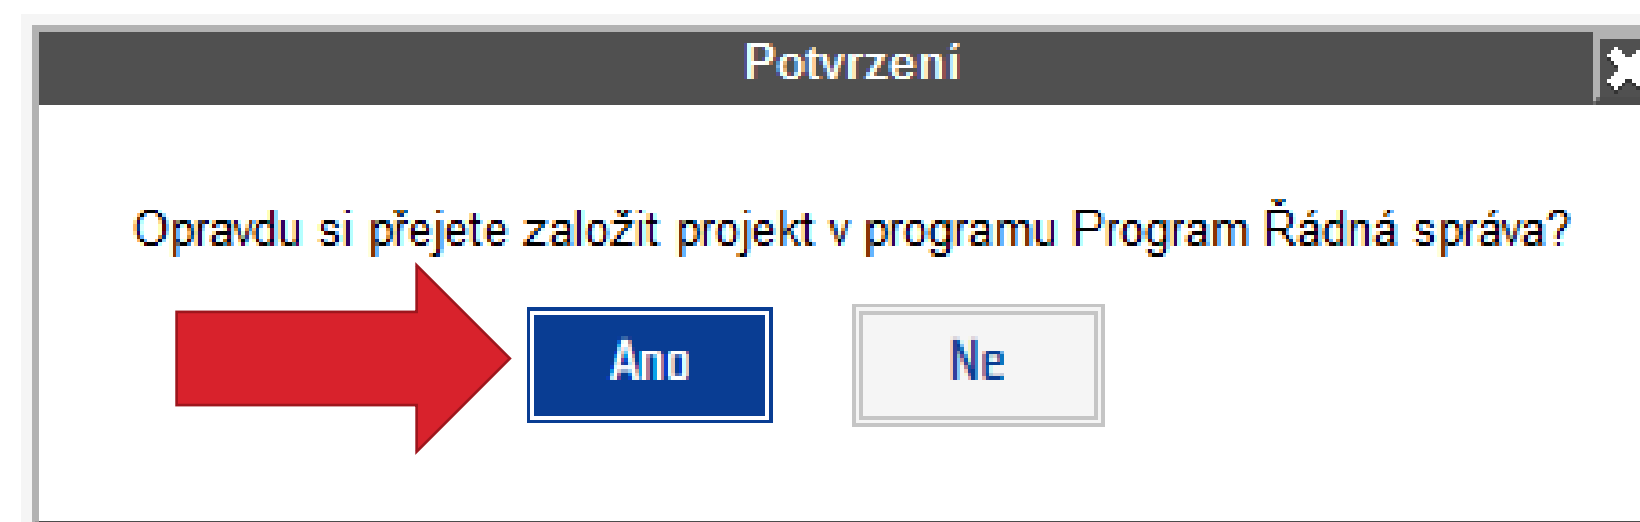 Potvrzení
Opravdu si přejete založit projekt v programu Program Řádná správa?
Ano
Ne